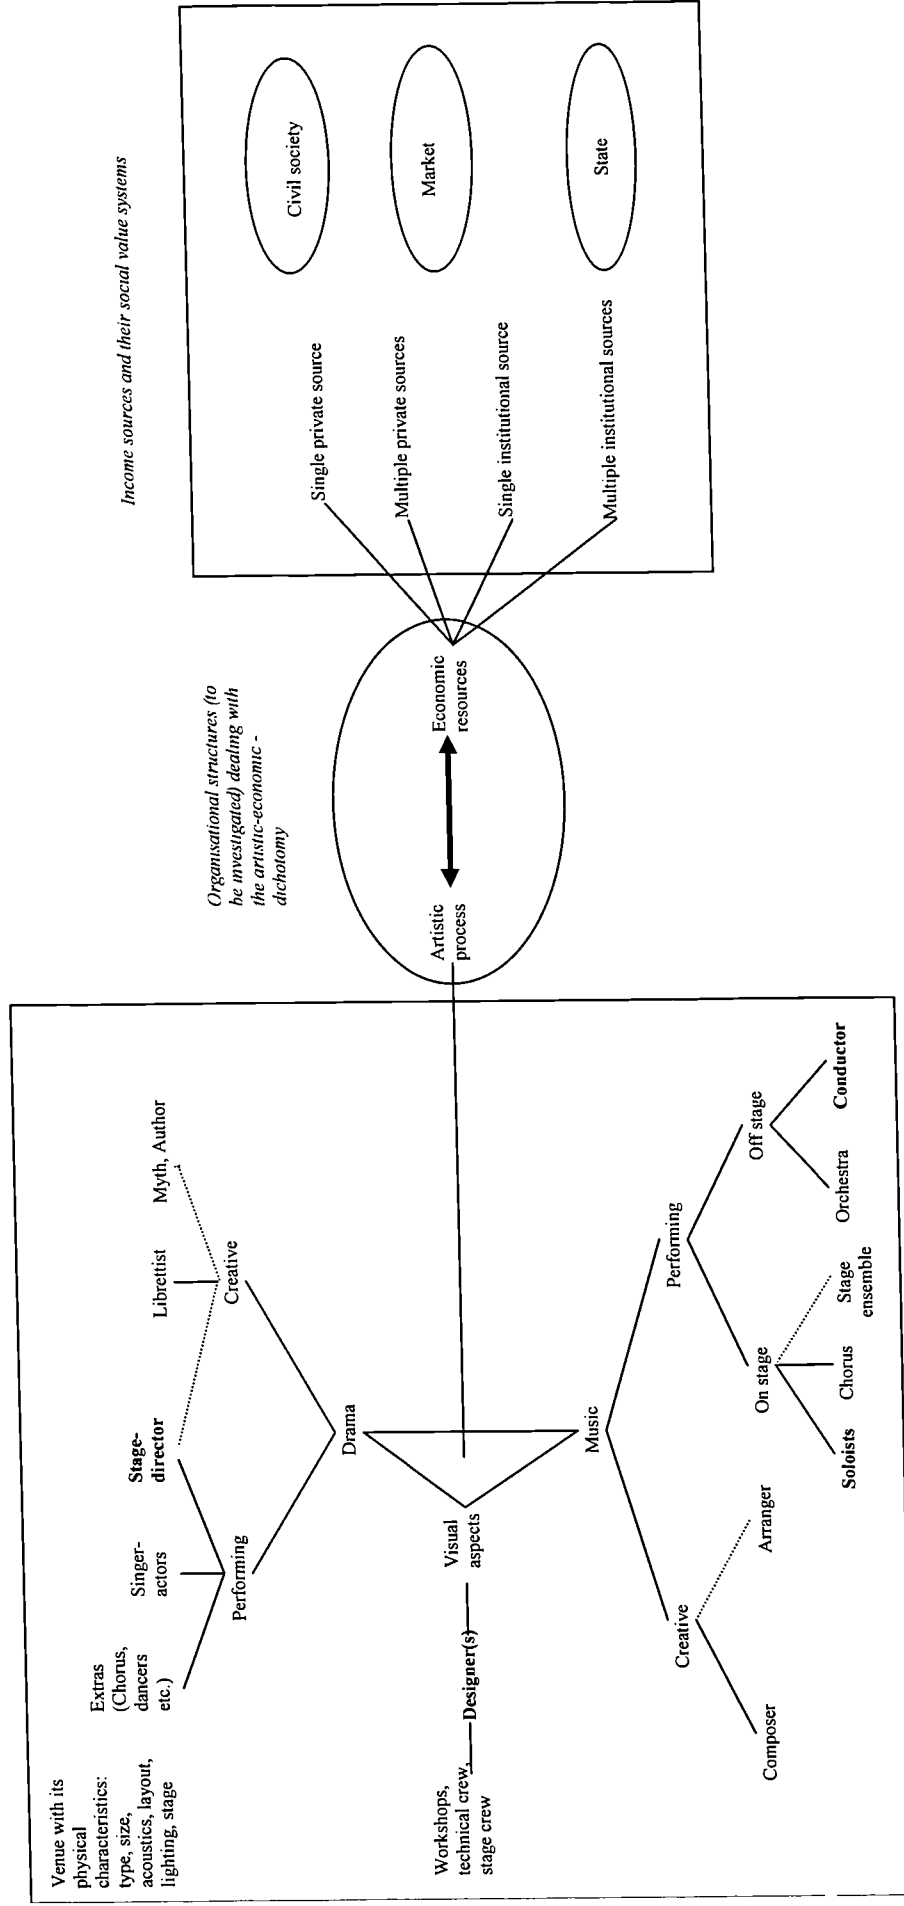 Venue with its
physical
characteristics:
type, size,
acoustics, layout,
lighting, stage
Extras
(Chorus,
dancers
etc.)
Singer-
actors
Stage-
director
Librettist
Myth, Author
Performing
Creative
Drama
Workshops,
technical crew,
stage crew
Designer(s)
Visual
aspects
Music
Creative
Performing
Composer
Arranger
On stage
Off stage
Soloists
Chorus
Stage
ensemble
Orchestra
Conductor
Organisational structures (to
be investigated) dealing with
the artistic-economic -
dichotomy
Artistic
process
Economic
resources
Income sources and their social value systems
Single private source
Multiple private sources
Single institutional source
Multiple institutional sources
Civil society
Market
State